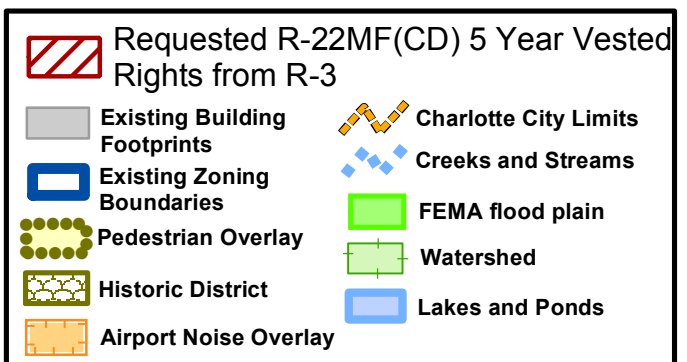 Requested R-22MF(CD) 5 Year Vested
Rights from R-3
Existing Building
Footprints
Existing Zoning
Boundaries
Pedestrian Overlay
Historic District
Airport Noise Overlay
Charlotte City Limits
Creeks and Streams
FEMA flood plain
Watershed
Lakes and Ponds